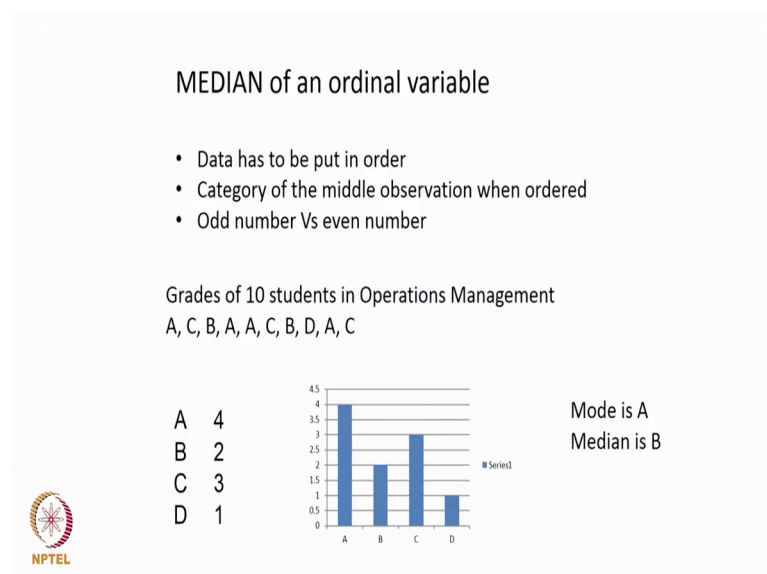 MEDIAN of an ordinal variable
• Data has to be put in order
• Category of the middle observation when ordered
• Odd number Vs even number
Grades of 10 students in Operations Management
A, C, B, A, A, C, B, D, A, C
A 4
B 2
C 3
D 1
4.5
4
3.5
3
2.5
2
1.5
1
0.5
0
A B C D
Series1
Mode is A
Median is B
NPTEL